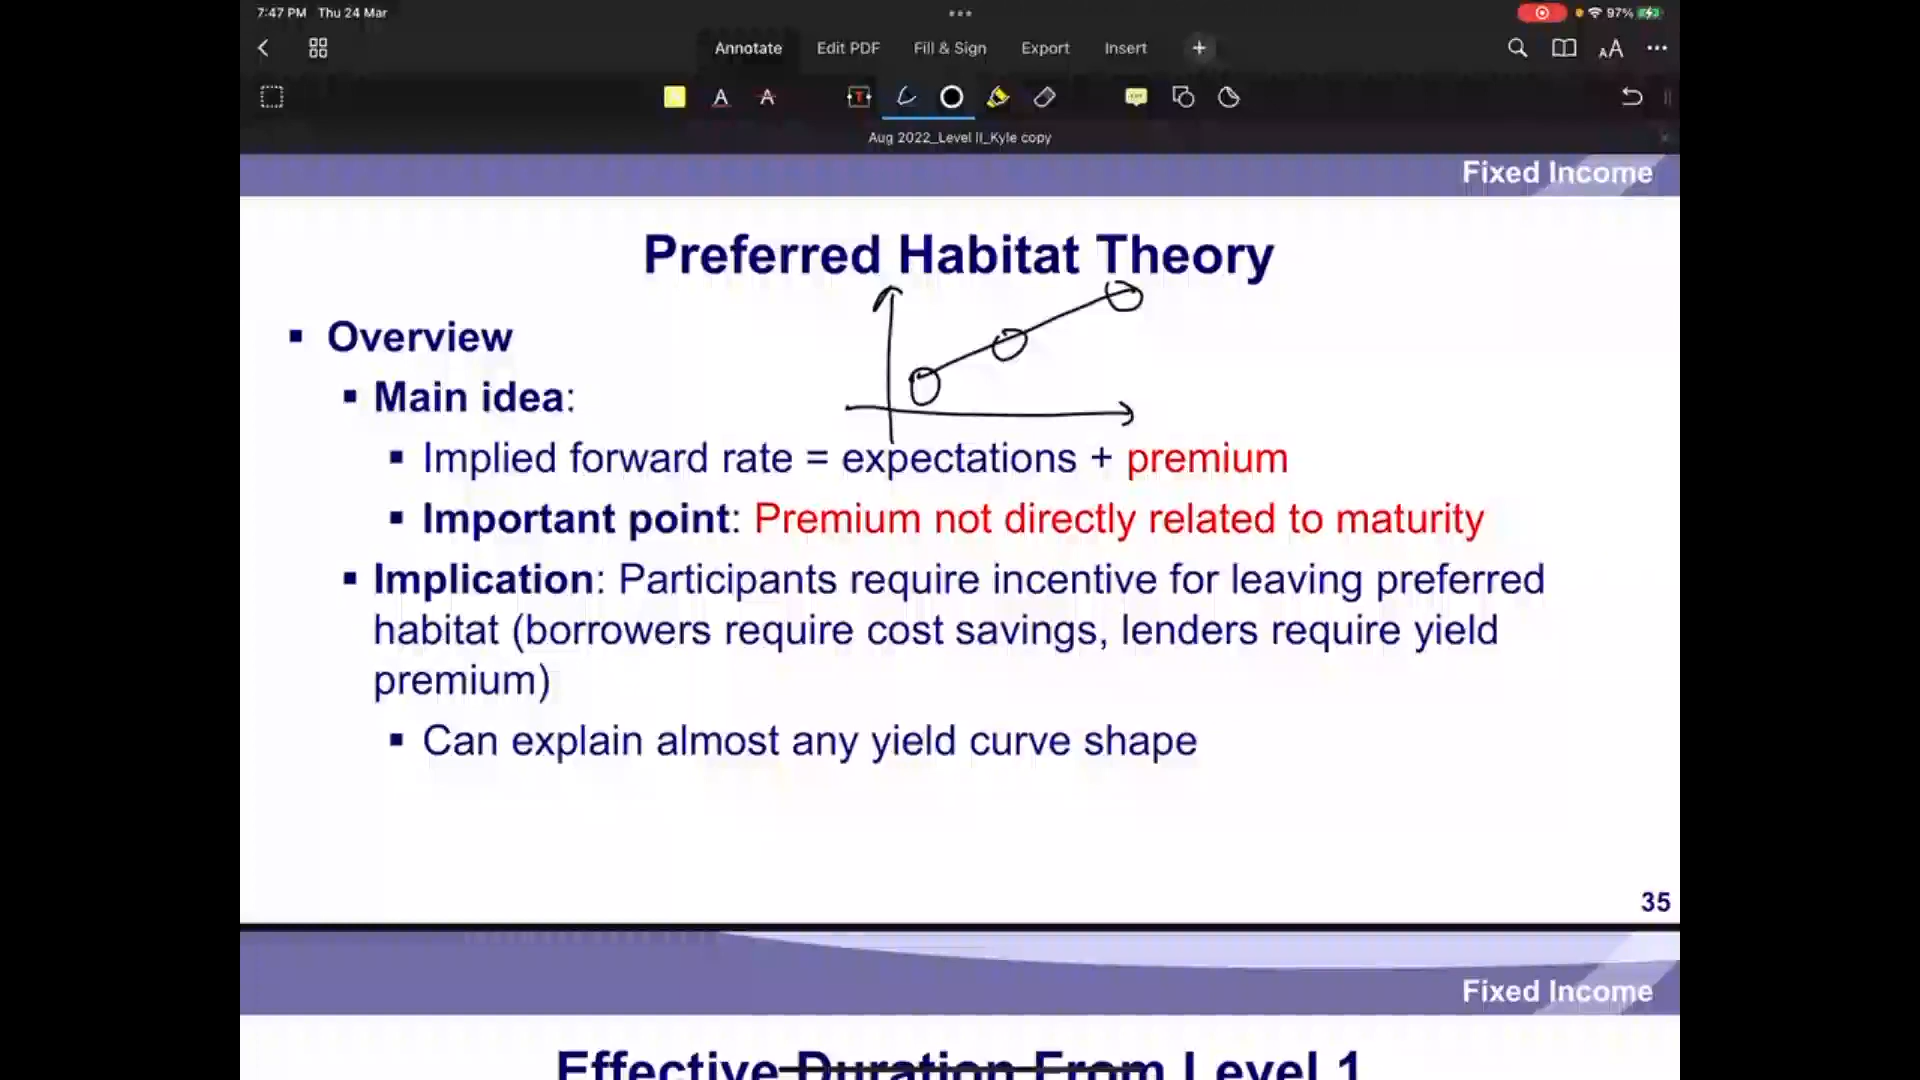 7:47 PM Thu 24 Mar
97%
Annotate Edit PDF Fill & Sign Export Insert
Aug 2022_Level II_Kyle copy
Fixed Income
Preferred Habitat Theory
Overview
Main idea:
Implied forward rate = expectations + premium
Important point: Premium not directly related to maturity
Implication: Participants require incentive for leaving preferred
habitat (borrowers require cost savings, lenders require yield
premium)
Can explain almost any yield curve shape
35
Fixed Income
Effective Duration From Level 1